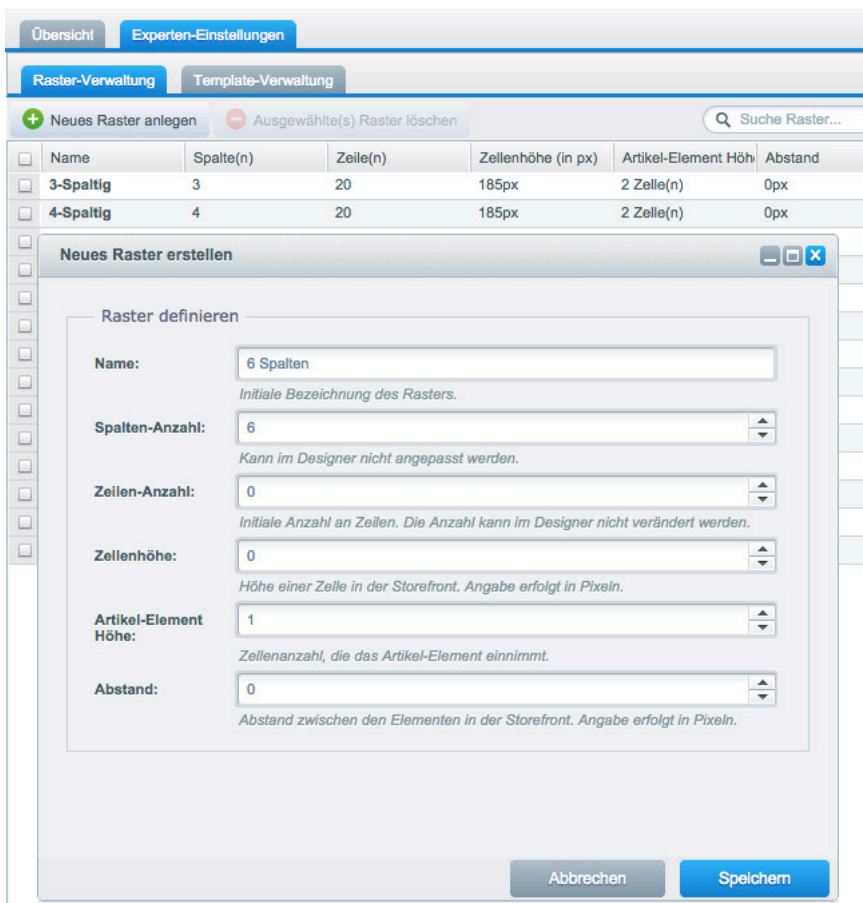 Übersicht Experten-Einstellungen
Raster-Verwaltung Template-Verwaltung
Neues Raster anlegen Ausgewählte(s) Raster löschen Suche Raster...
Name Spalte(n) Zeile(n) Zellenhöhe (in px) Artikel-Element Höh Abstand
3-Spaltig 3 20 185px 2 Zelle(n) 0px
4-Spaltig 4 20 185px 2 Zelle(n) 0px
Neues Raster erstellen
Raster definieren
Name: 6 Spalten
Initiale Bezeichnung des Rasters.
Spalten-Anzahl: 6
Kann im Designer nicht angepasst werden.
Zeilen-Anzahl: 0
Initiale Anzahl an Zeilen. Die Anzahl kann im Designer nicht verändert werden.
Zellenhöhe: 0
Höhe einer Zelle in der Storefront. Angabe erfolgt in Pixeln.
Artikel-Element 1
Höhe:
Zellenanzahl, die das Artikel-Element einnimmt.
Abstand: 0
Abstand zwischen den Elementen in der Storefront. Angabe erfolgt in Pixeln.
Abbrechen Speichern